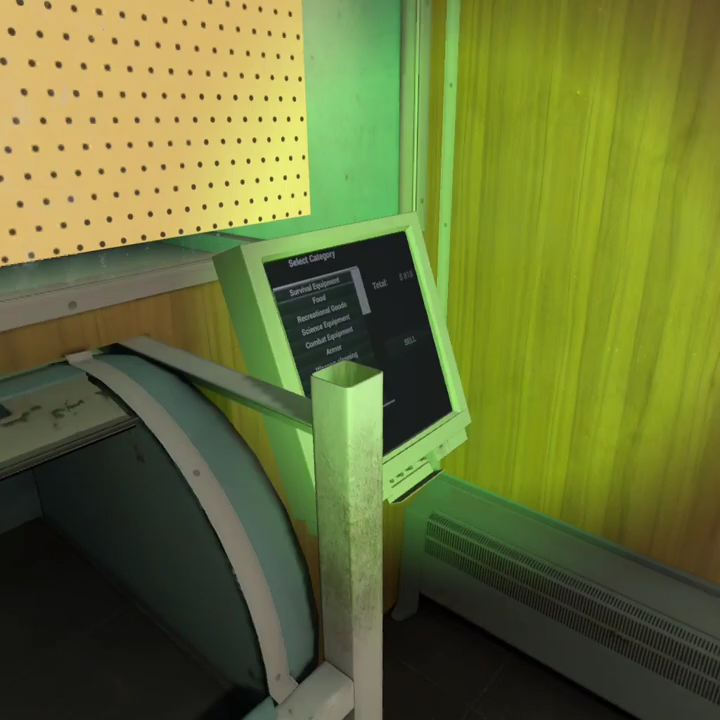 Select Category
Survival Equipment
Food
Recreational Goods
Science Equipment
Combat Equipment
Armor
Total:
SELL